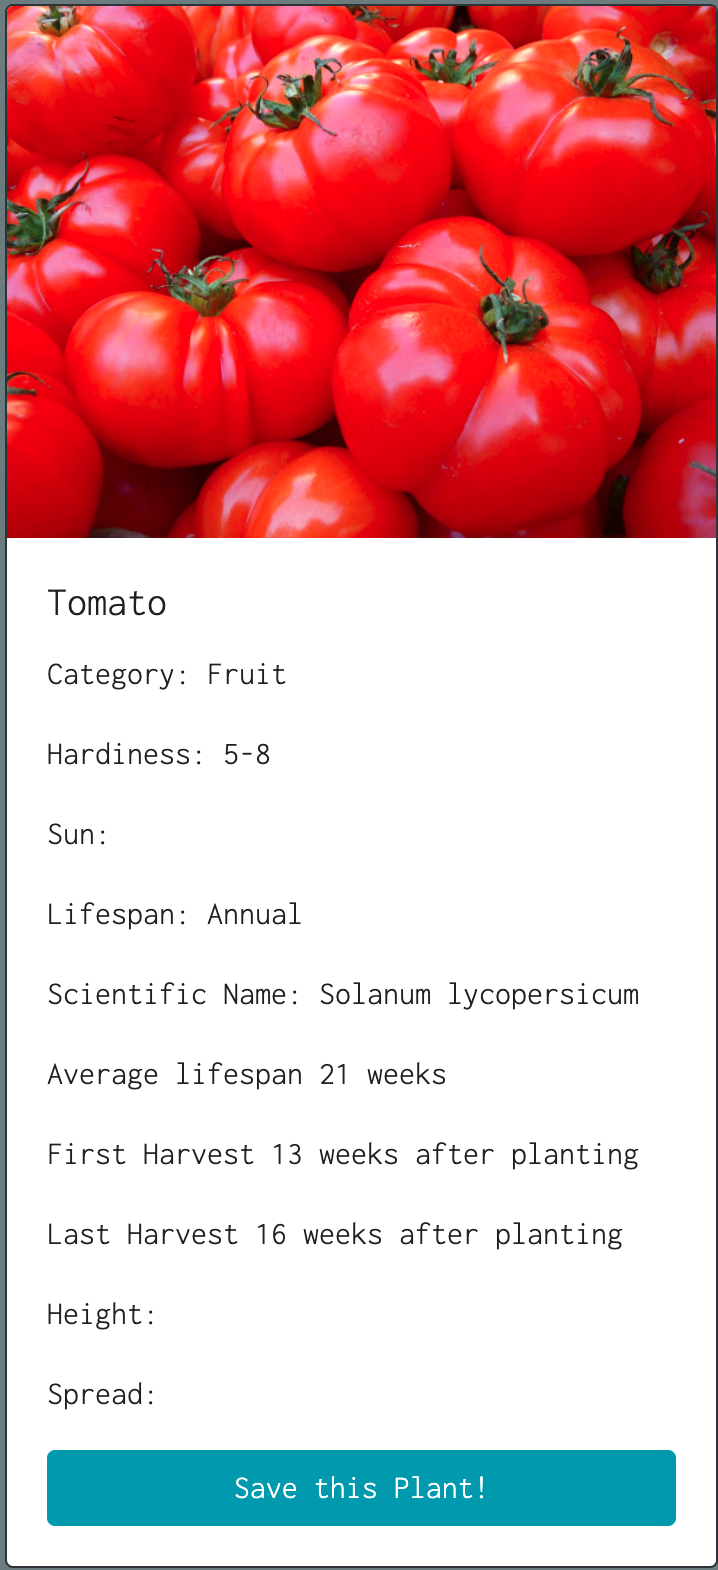 Tomato
Category: Fruit
Hardiness: 5-8
Sun:
Lifespan: Annual
Scientific Name: Solanum lycopersicum
Average lifespan 21 weeks
First Harvest 13 weeks after planting
Last Harvest 16 weeks after planting
Height:
Spread:
Save this Plant!